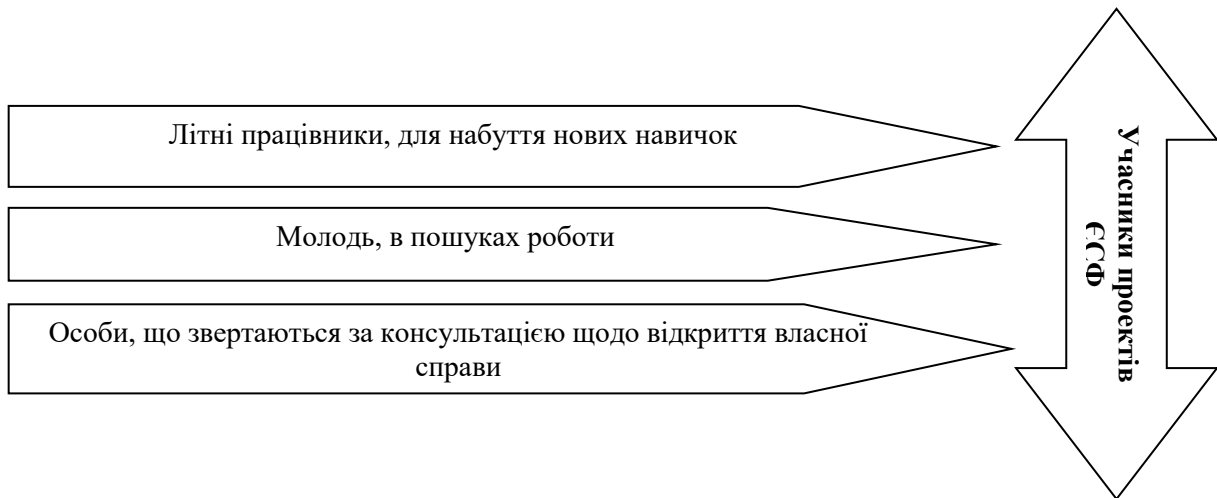 Літні працівники, для набуття нових навичок
Молодь, в пошуках роботи
Особи, що звертаються за консультацією щодо відкриття власної
справи
Учасники проектів
ЄСФ